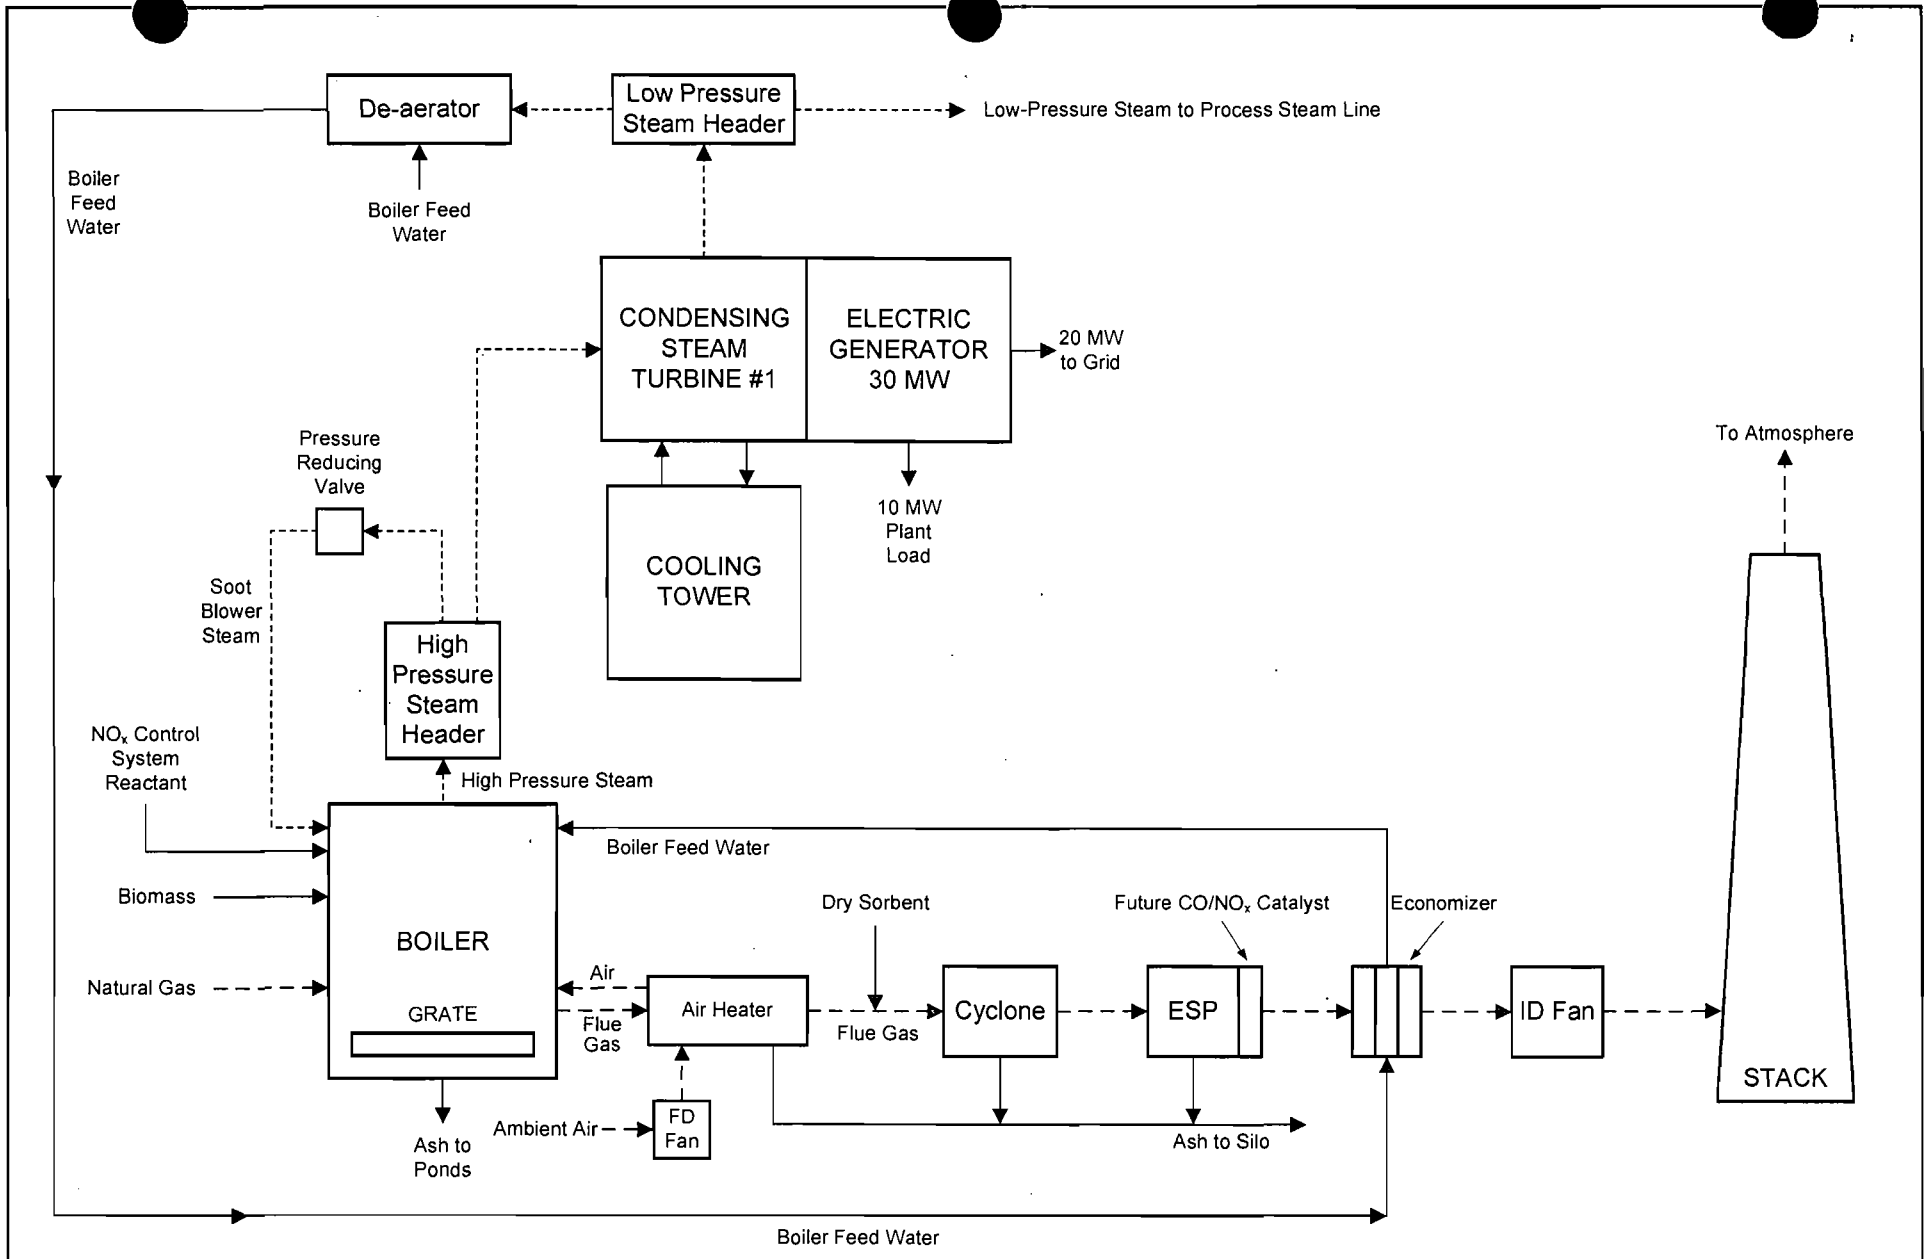 De-aerator
Low Pressure
Steam Header
Low-Pressure Steam to Process Steam Line
Boiler
Feed
Water
Boiler Feed
Water
CONDENSING
STEAM
TURBINE #1
ELECTRIC
GENERATOR
30 MW
20 MW
to Grid
10 MW
Plant
Load
COOLING
TOWER
To Atmosphere
Pressure
Reducing
Valve
Soot
Blower
Steam
High
Pressure
Steam
Header
NOx Control
System
Reactant
High Pressure Steam
Boiler Feed Water
Biomass
Dry Sorbent
Future CO/NOx Catalyst
Economizer
BOILER
Natural Gas
Air
GRATE
Flue
Gas
Air Heater
Flue Gas
Cyclone
ESP
ID Fan
STACK
Ambient Air
FD
Fan
Ash to
Ponds
Ash to Silo
Boiler Feed Water